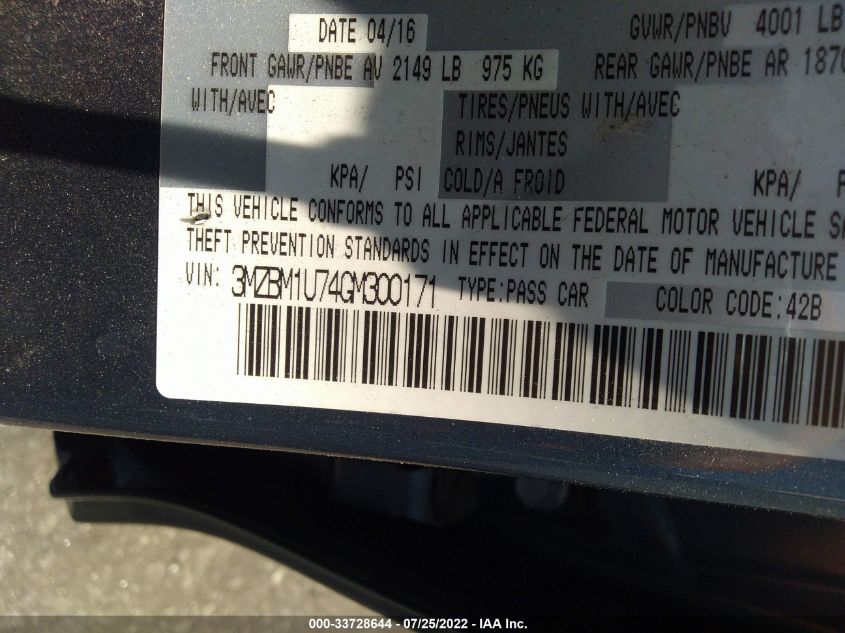 DATE 04/16 GVWR/PNBV 4001 LB
FRONT GAWR/PNBE AV 2149 LB 975 KG REAR GAWR/PNBE AR 1870
WITH/AVEC TIRES/PNEUS WITH/AVEC
RIMS/JANTES
KPA/ PSI COLD/A FROID KPA/ P
THIS VEHICLE CONFORMS TO ALL APPLICABLE FEDERAL MOTOR VEHICLE SA
THEFT PREVENTION STANDARDS IN EFFECT ON THE DATE OF MANUFACTURE
VIN: 3MZBM1U74GM300171 TYPE:PASS CAR COLOR CODE:42B
000-33728644 - 07/25/2022 - IAA Inc.